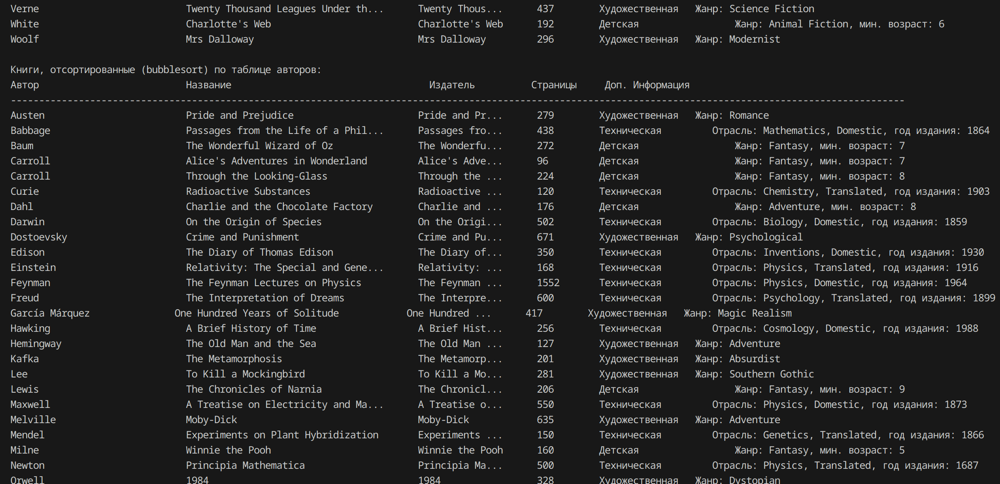 Verne Twenty Thousand Leagues Under th... Twenty Thous... 437 Художественная Жанр: Science Fiction
White Charlotte's Web Charlotte's Web 192 Детская Жанр: Animal Fiction, мин. возраст: 6
Woolf Mrs Dalloway Mrs Dalloway 296 Художественная Жанр: Modernist
Книги, отсортированные (bubblesort) по таблице авторов:
Автор Название Издатель Страницы Доп. Информация
--------------------------------------------------------------------------------------------------------------------------------------------------------------
Austen Pride and Prejudice Pride and Pr... 279 Художественная Жанр: Romance
Babbage Passages from the Life of a Phil... Passages fro... 438 Техническая Отрасль: Mathematics, Domestic, год издания: 1864
Baum The Wonderful Wizard of Oz The Wonderfu... 272 Детская Жанр: Fantasy, мин. возраст: 7
Carroll Alice's Adventures in Wonderland Alice's Adve... 96 Детская Жанр: Fantasy, мин. возраст: 7
Carroll Through the Looking-Glass Through the ... 224 Детская Жанр: Fantasy, мин. возраст: 8
Curie Radioactive Substances Radioactive ... 120 Техническая Отрасль: Chemistry, Translated, год издания: 1903
Dahl Charlie and the Chocolate Factory Charlie and ... 176 Детская Жанр: Adventure, мин. возраст: 8
Darwin On the Origin of Species On the Origi... 502 Техническая Отрасль: Biology, Domestic, год издания: 1859
Dostoevsky Crime and Punishment Crime and Pu... 671 Художественная Жанр: Psychological
Edison The Diary of Thomas Edison The Diary of... 350 Техническая Отрасль: Inventions, Domestic, год издания: 1930
Einstein Relativity: The Special and Gene... Relativity: ... 168 Техническая Отрасль: Physics, Translated, год издания: 1916
Feynman The Feynman Lectures on Physics The Feynman ... 1552 Техническая Отрасль: Physics, Domestic, год издания: 1964
Freud The Interpretation of Dreams The Interpre... 600 Техническая Отрасль: Psychology, Translated, год издания: 1899
García Márquez One Hundred Years of Solitude One Hundred ... 417 Художественная Жанр: Magic Realism
Hawking A Brief History of Time A Brief Hist... 256 Техническая Отрасль: Cosmology, Domestic, год издания: 1988
Hemingway The Old Man and the Sea The Old Man ... 127 Художественная Жанр: Adventure
Kafka The Metamorphosis The Metamorp... 201 Художественная Жанр: Absurdist
Lee To Kill a Mockingbird To Kill a Mo... 281 Художественная Жанр: Southern Gothic
Lewis The Chronicles of Narnia The Chronicl... 206 Детская Жанр: Fantasy, мин. возраст: 9
Maxwell A Treatise on Electricity and Ma... A Treatise o... 550 Техническая Отрасль: Physics, Domestic, год издания: 1873
Melville Moby-Dick Moby-Dick 635 Художественная Жанр: Adventure
Mendel Experiments on Plant Hybridization Experiments ... 150 Техническая Отрасль: Genetics, Translated, год издания: 1866
Milne Winnie the Pooh Winnie the Pooh 160 Детская Жанр: Fantasy, мин. возраст: 5
Newton Principia Mathematica Principia Ma... 500 Техническая Отрасль: Physics, Translated, год издания: 1687
Orwell 1984 1984 328 Художественная Жанр: Dystopian